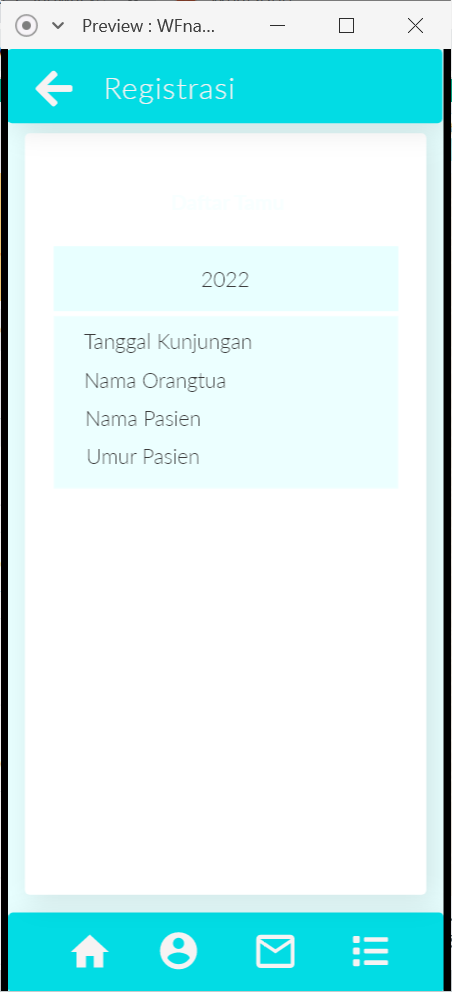 Preview : WFna...
Registrasi
2022
Tanggal Kunjungan
Nama Orangtua
Nama Pasien
Umur Pasien